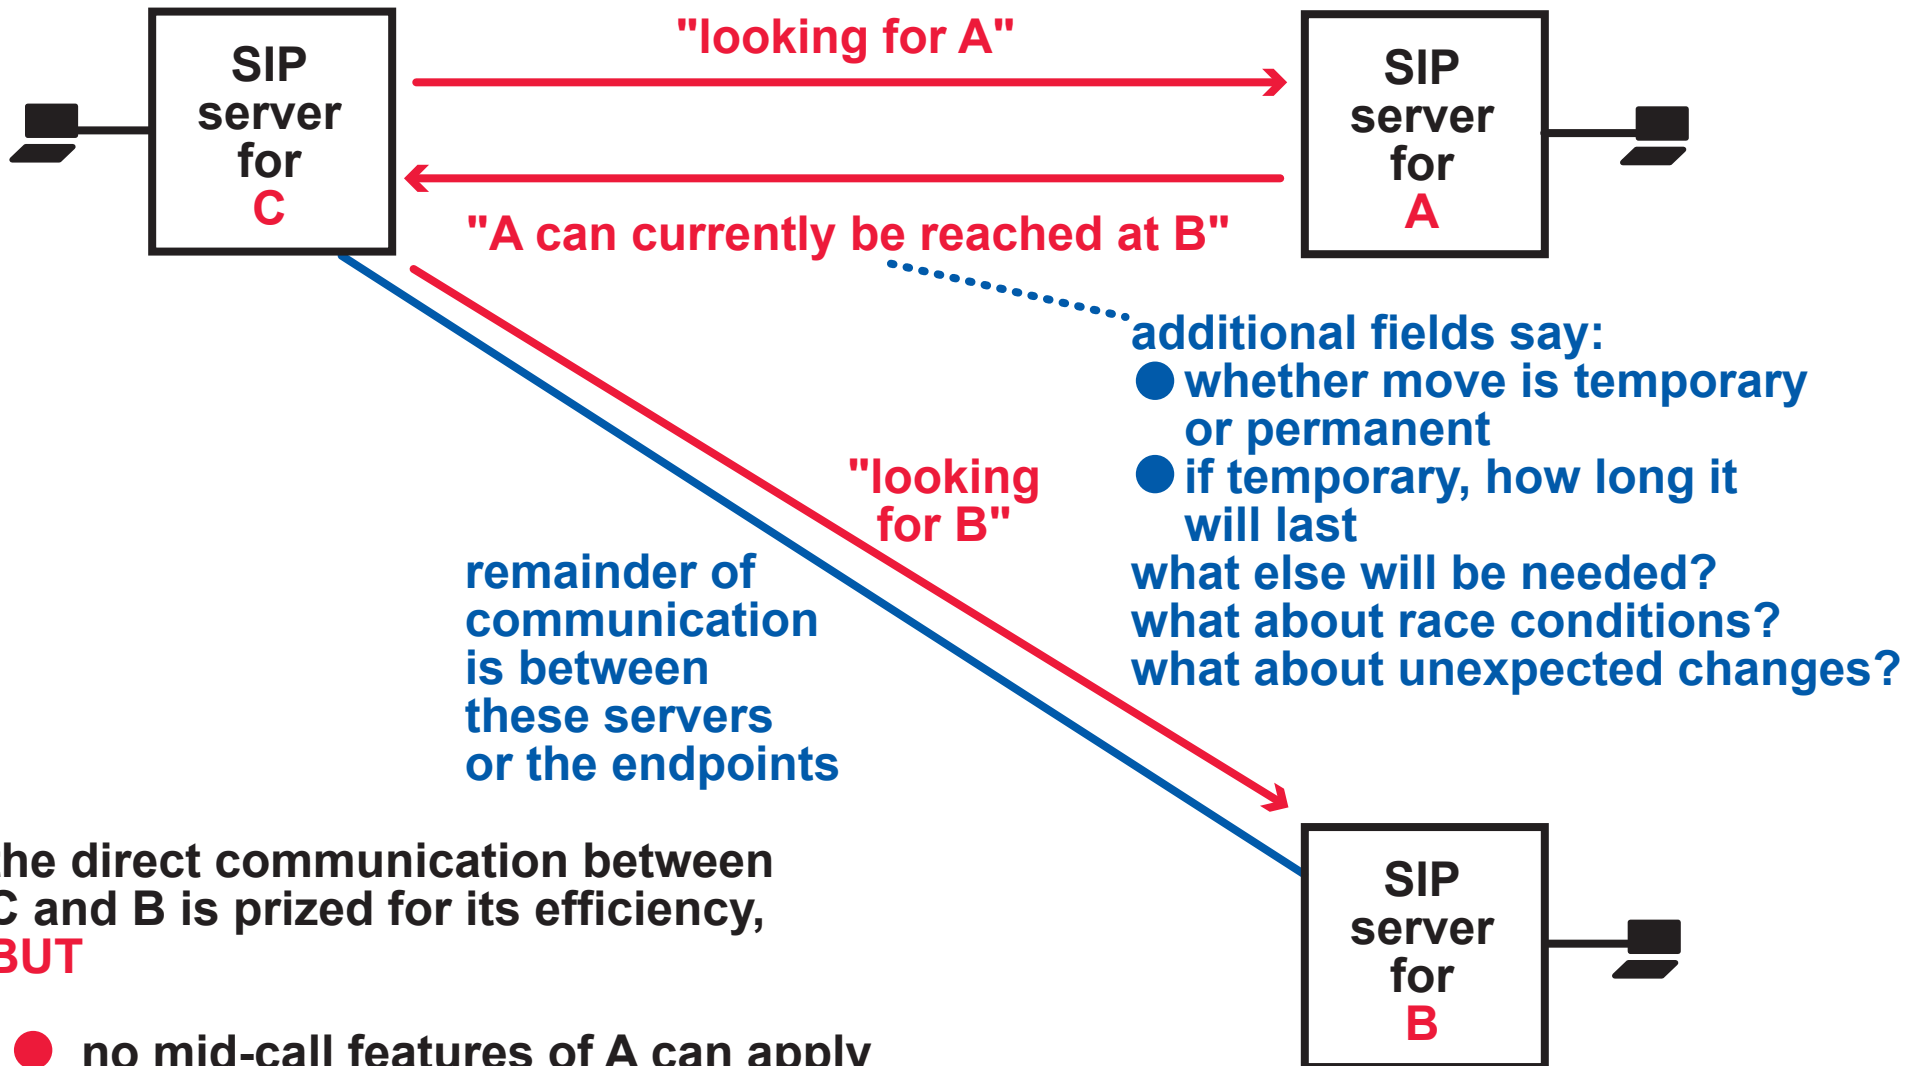 SIP
server
for
C
"looking for A"
SIP
server
for
A
"A can currently be reached at B"
additional fields say:
whether move is temporary
or permanent
if temporary, how long it
will last
what else will be needed?
what about race conditions?
what about unexpected changes?
"looking
for B"
remainder of
communication
is between
these servers
or the endpoints
the direct communication between
C and B is prized for its efficiency,
BUT
no mid-call features of A can apply
SIP
server
for
B